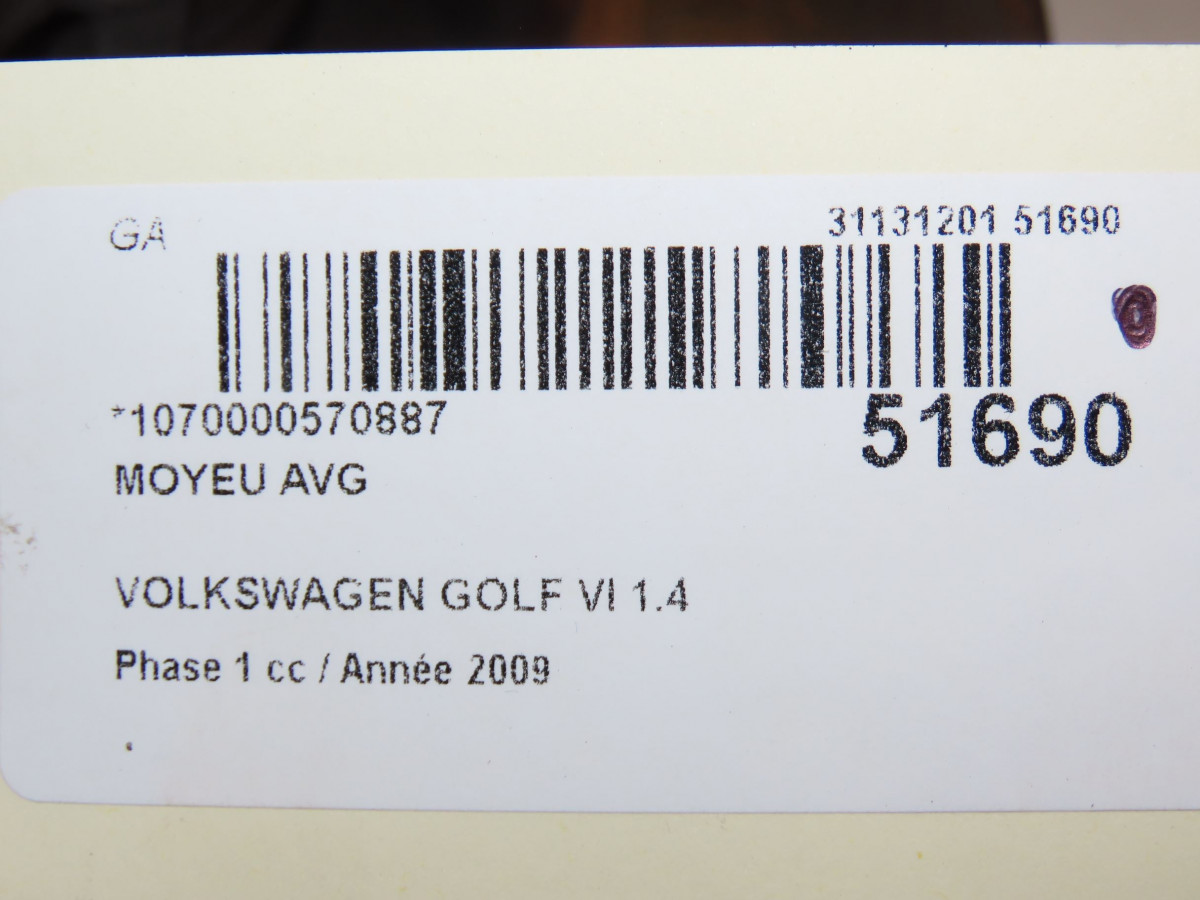 GA
31131201 51690
*1070000570887
51690
MOYEU AVG
VOLKSWAGEN GOLF VI 1.4
Phase 1 cc / Année 2009
.